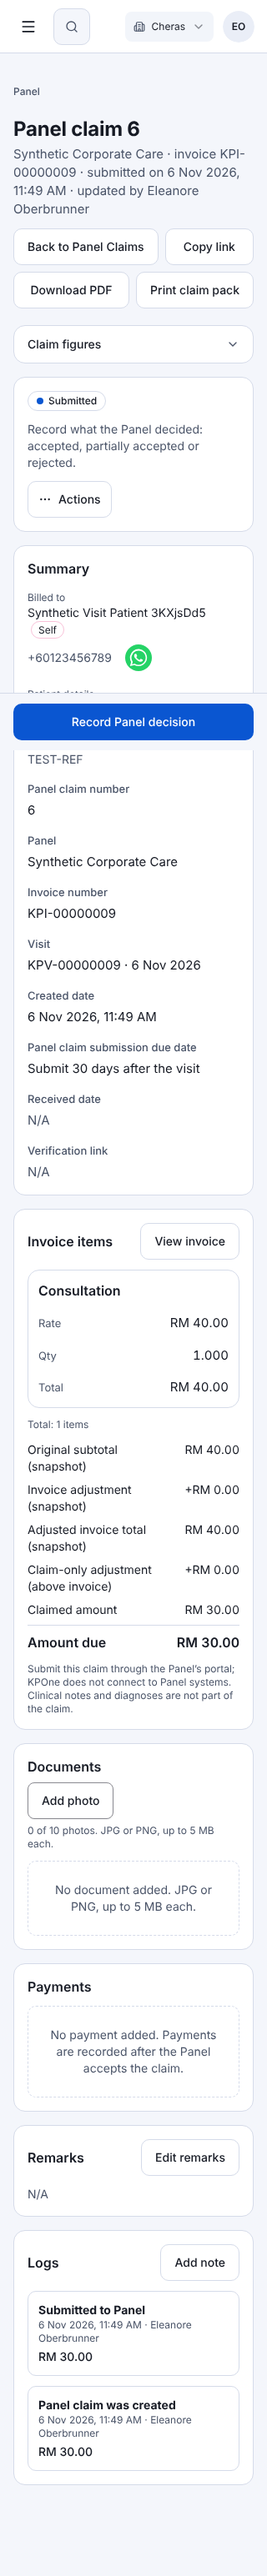 Cheras
EO
Panel
Panel claim 6
Synthetic Corporate Care · invoice KPI-
00000009 · submitted on 6 Nov 2026,
11:49 AM · updated by Eleanore
Oberbrunner
Back to Panel Claims
Copy link
Download PDF
Print claim pack
Claim figures
Submitted
Record what the Panel decided:
accepted, partially accepted or
rejected.
Actions
Summary
Billed to
Synthetic Visit Patient 3KXjsDd5
Self
+60123456789
Record Panel decision
TEST-REF
Panel claim number
6
Panel
Synthetic Corporate Care
Invoice number
KPI-00000009
Visit
KPV-00000009 · 6 Nov 2026
Created date
6 Nov 2026, 11:49 AM
Panel claim submission due date
Submit 30 days after the visit
Received date
N/A
Verification link
N/A
Invoice items
View invoice
Consultation
Rate RM 40.00
Qty 1.000
Total RM 40.00
Total: 1 items
Original subtotal RM 40.00
(snapshot)
Invoice adjustment +RM 0.00
(snapshot)
Adjusted invoice total RM 40.00
(snapshot)
Claim-only adjustment +RM 0.00
(above invoice)
Claimed amount RM 30.00
Amount due RM 30.00
Submit this claim through the Panel's portal;
KPOne does not connect to Panel systems.
Clinical notes and diagnoses are not part of
the claim.
Documents
Add photo
0 of 10 photos. JPG or PNG, up to 5 MB
each.
No document added. JPG or
PNG, up to 5 MB each.
Payments
No payment added. Payments
are recorded after the Panel
accepts the claim.
Remarks
Edit remarks
N/A
Logs
Add note
Submitted to Panel
6 Nov 2026, 11:49 AM · Eleanore
Oberbrunner
RM 30.00
Panel claim was created
6 Nov 2026, 11:49 AM · Eleanore
Oberbrunner
RM 30.00